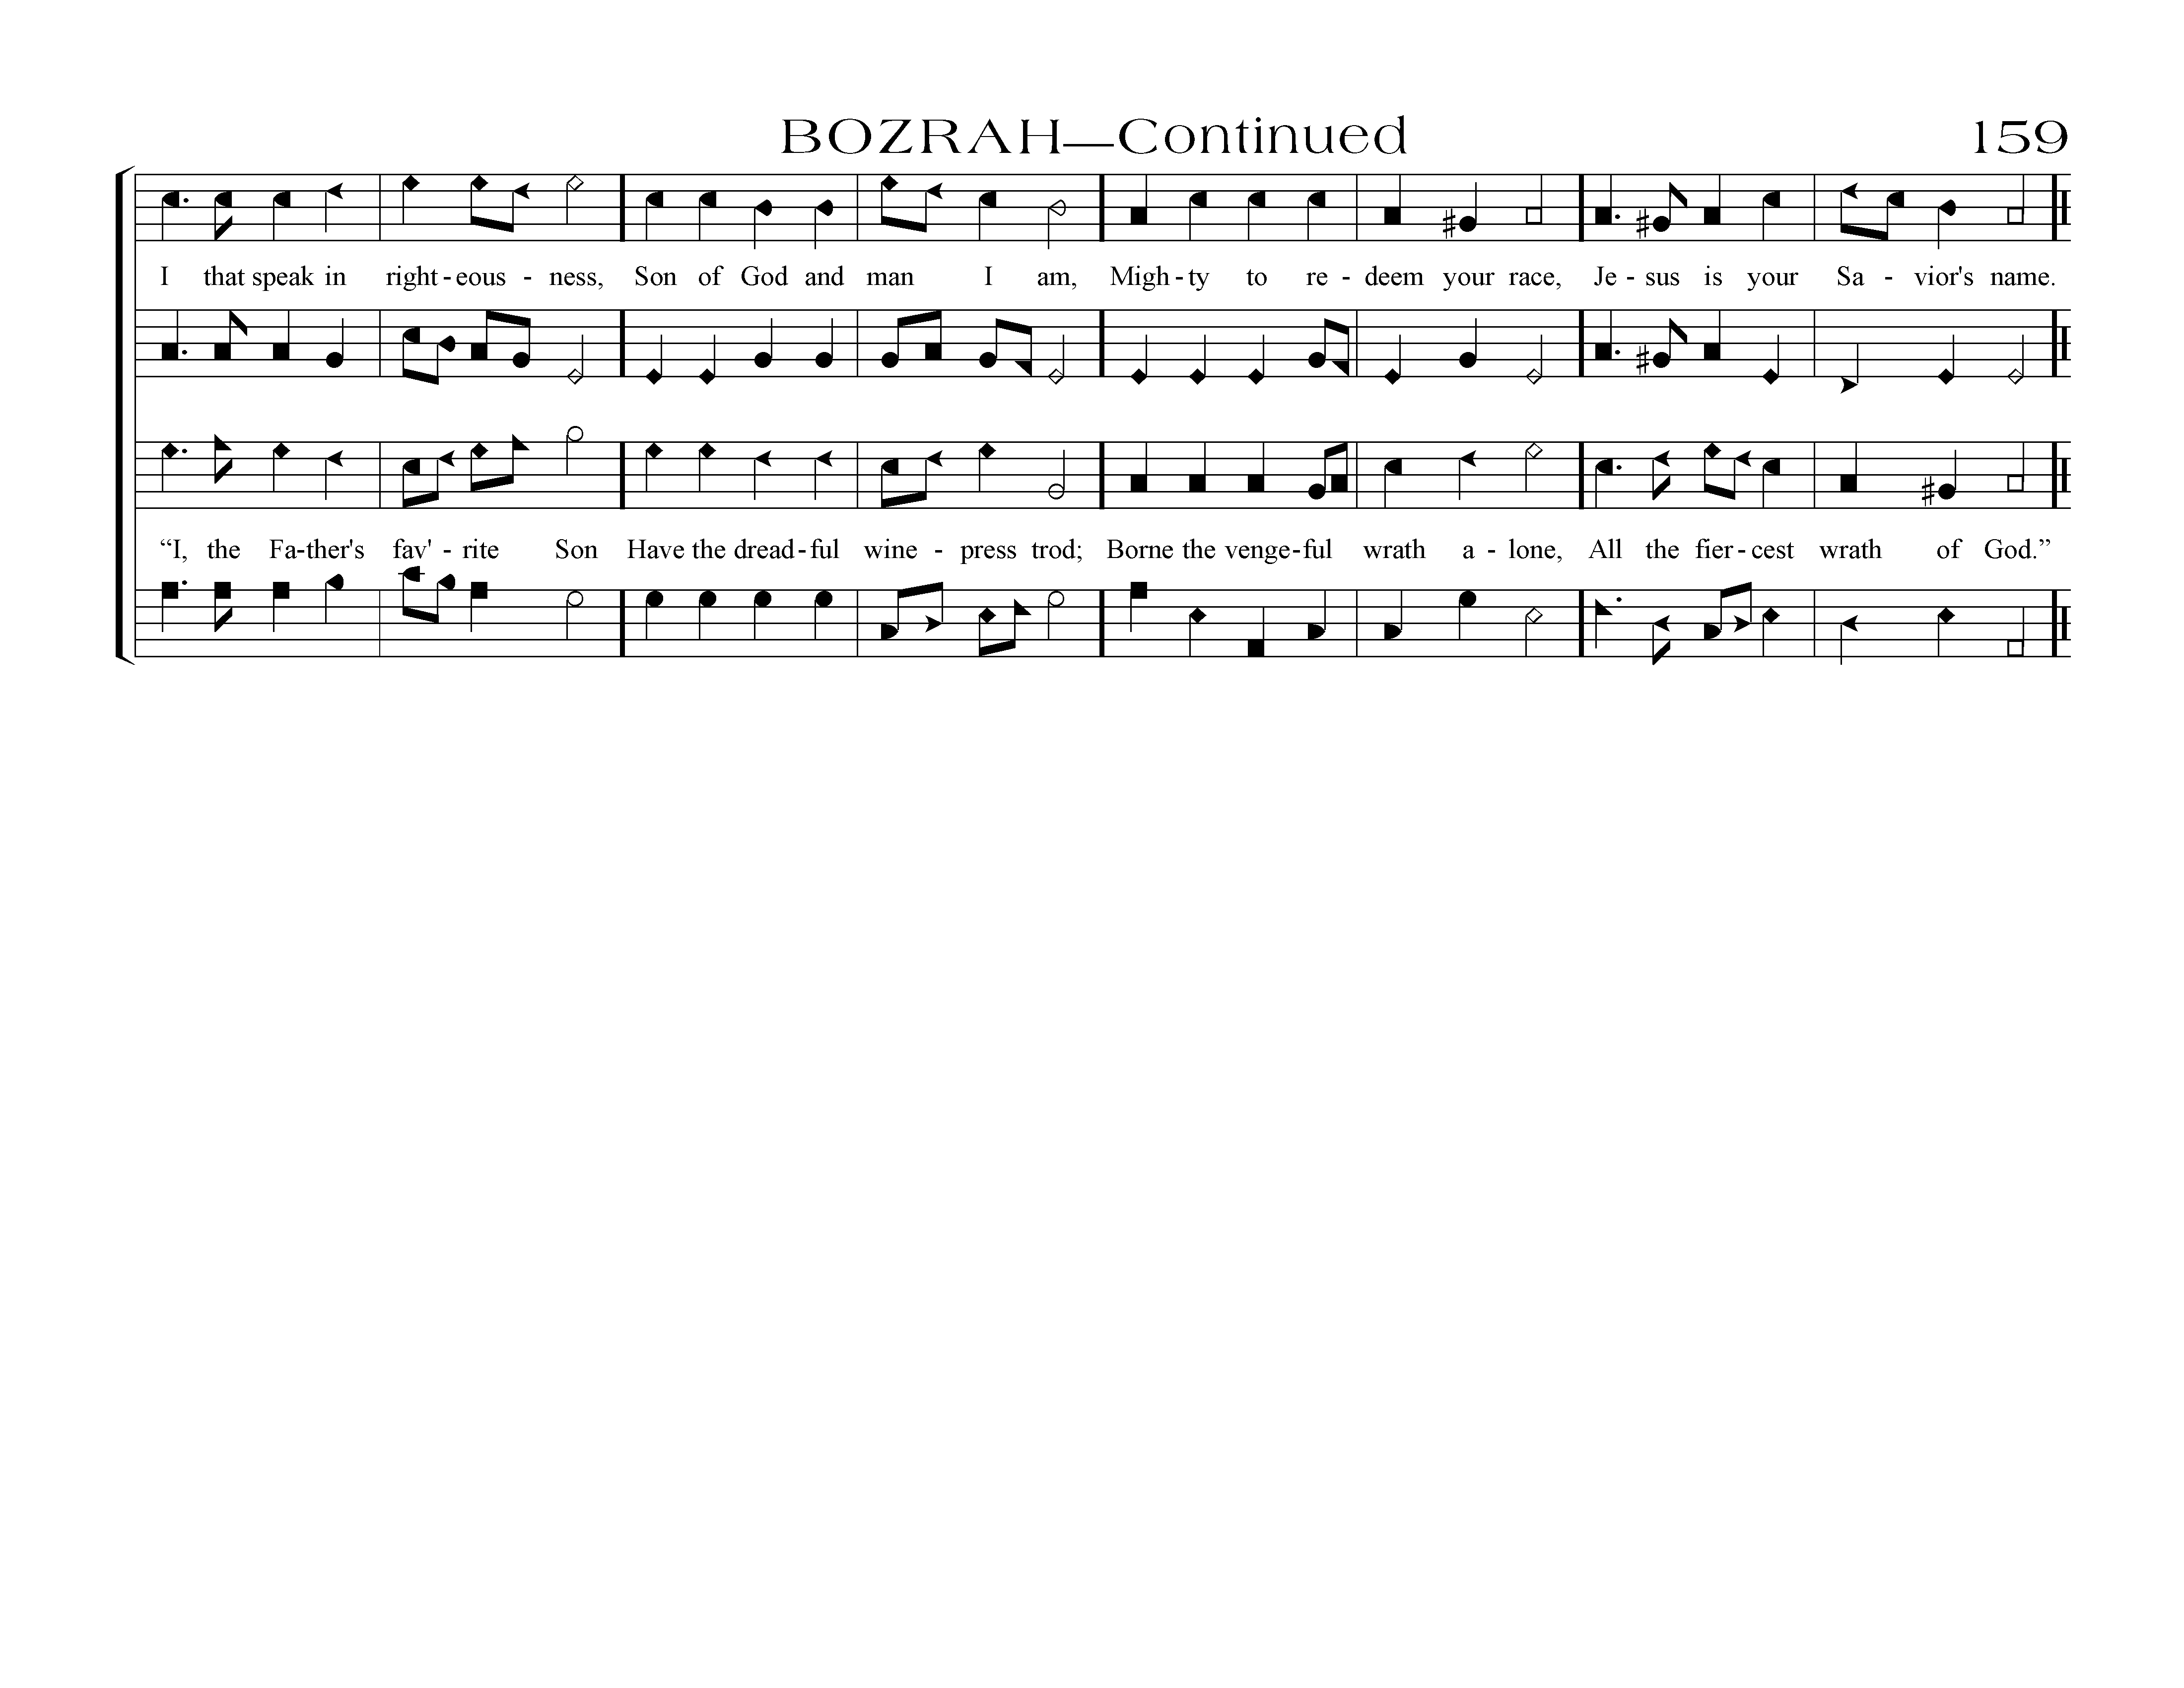 BOZRAH—Continued 159
I that speak in right - eous - ness, Son of God and man I am, Migh - ty to re - deem your race, Je - sus is your Sa - vior's name.
“I, the Fa-ther's fav' - rite Son Have the dread-ful wine - press trod; Borne the venge-ful wrath a - lone, All the fier-cest wrath of God.”